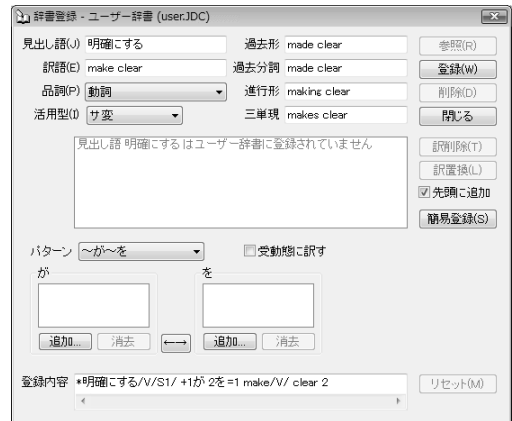 辞書登録 - ユーザー辞書 (user.JDC)
見出し語(J) 明確にする 過去形 made clear 参照(R)
訳語(E) make clear 過去分詞 made clear 登録(W)
品詞(P) 動詞 進行形 making clear 削除(D)
活用型(I) サ変 三単現 makes clear 閉じる
見出し語 明確にする はユーザー辞書に登録されていません 訳削除(T)
訳置換(L)
先頭に追加
簡易登録(S)
パターン ～が～を 受動態に訳す
が を
追加... 消去 ←→ 追加... 消去
登録内容 *明確にする/V/S1/ +1が 2を =1 make/V/ clear 2 リセット(M)